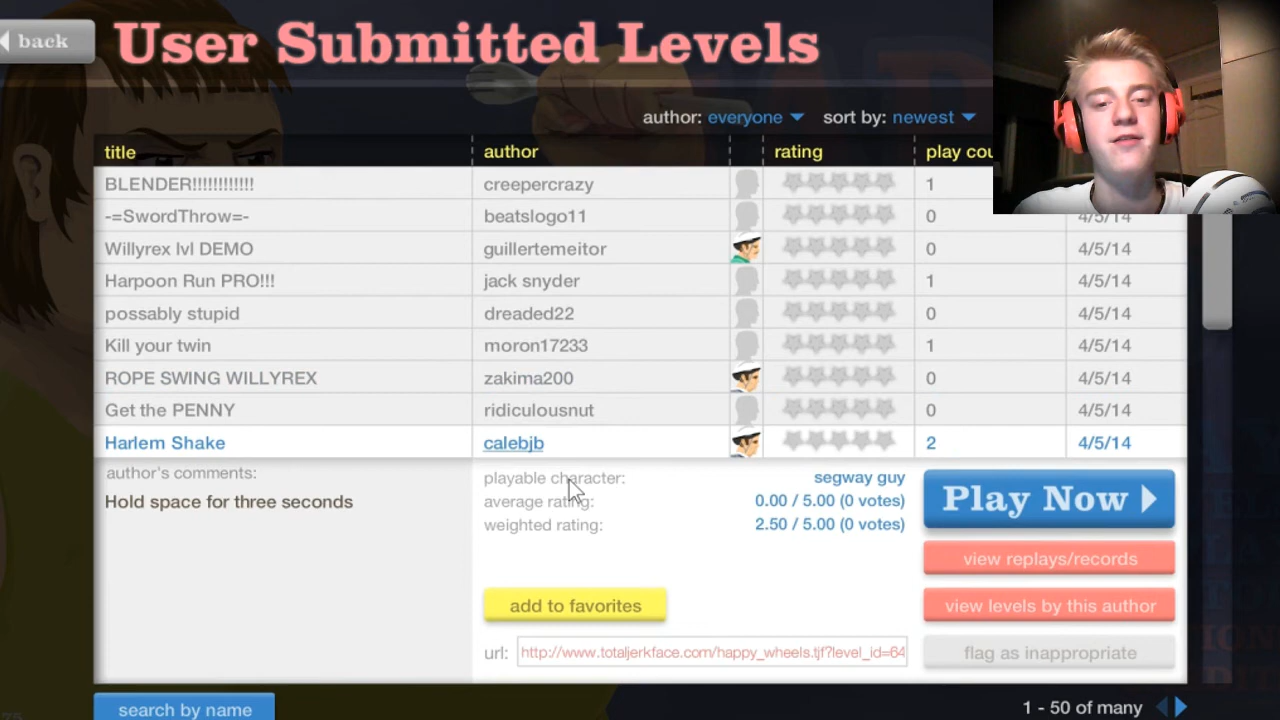 back
User Submitted Levels
author: everyone sort by: newest
title author rating play cou
BLENDER!!!!!!!!!!!! creepercrazy 1
-=SwordThrow=- beatslogo11 0 4/5/14
Willyrex lvl DEMO guillertemeitor 0 4/5/14
Harpoon Run PRO!!! jack snyder 1 4/5/14
possably stupid dreaded22 0 4/5/14
Kill your twin moron17233 1 4/5/14
ROPE SWING WILLYREX zakima200 0 4/5/14
Get the PENNY ridiculousnut 0 4/5/14
Harlem Shake calebjb 2 4/5/14
author's comments:
Hold space for three seconds
playable character: segway guy
average rating: 0.00 / 5.00 (0 votes)
weighted rating: 2.50 / 5.00 (0 votes)
Play Now
view replays/records
add to favorites
view levels by this author
url: http://www.totaljerkface.com/happy_wheels.tjf?level_id=64
flag as inappropriate
search by name
1 - 50 of many